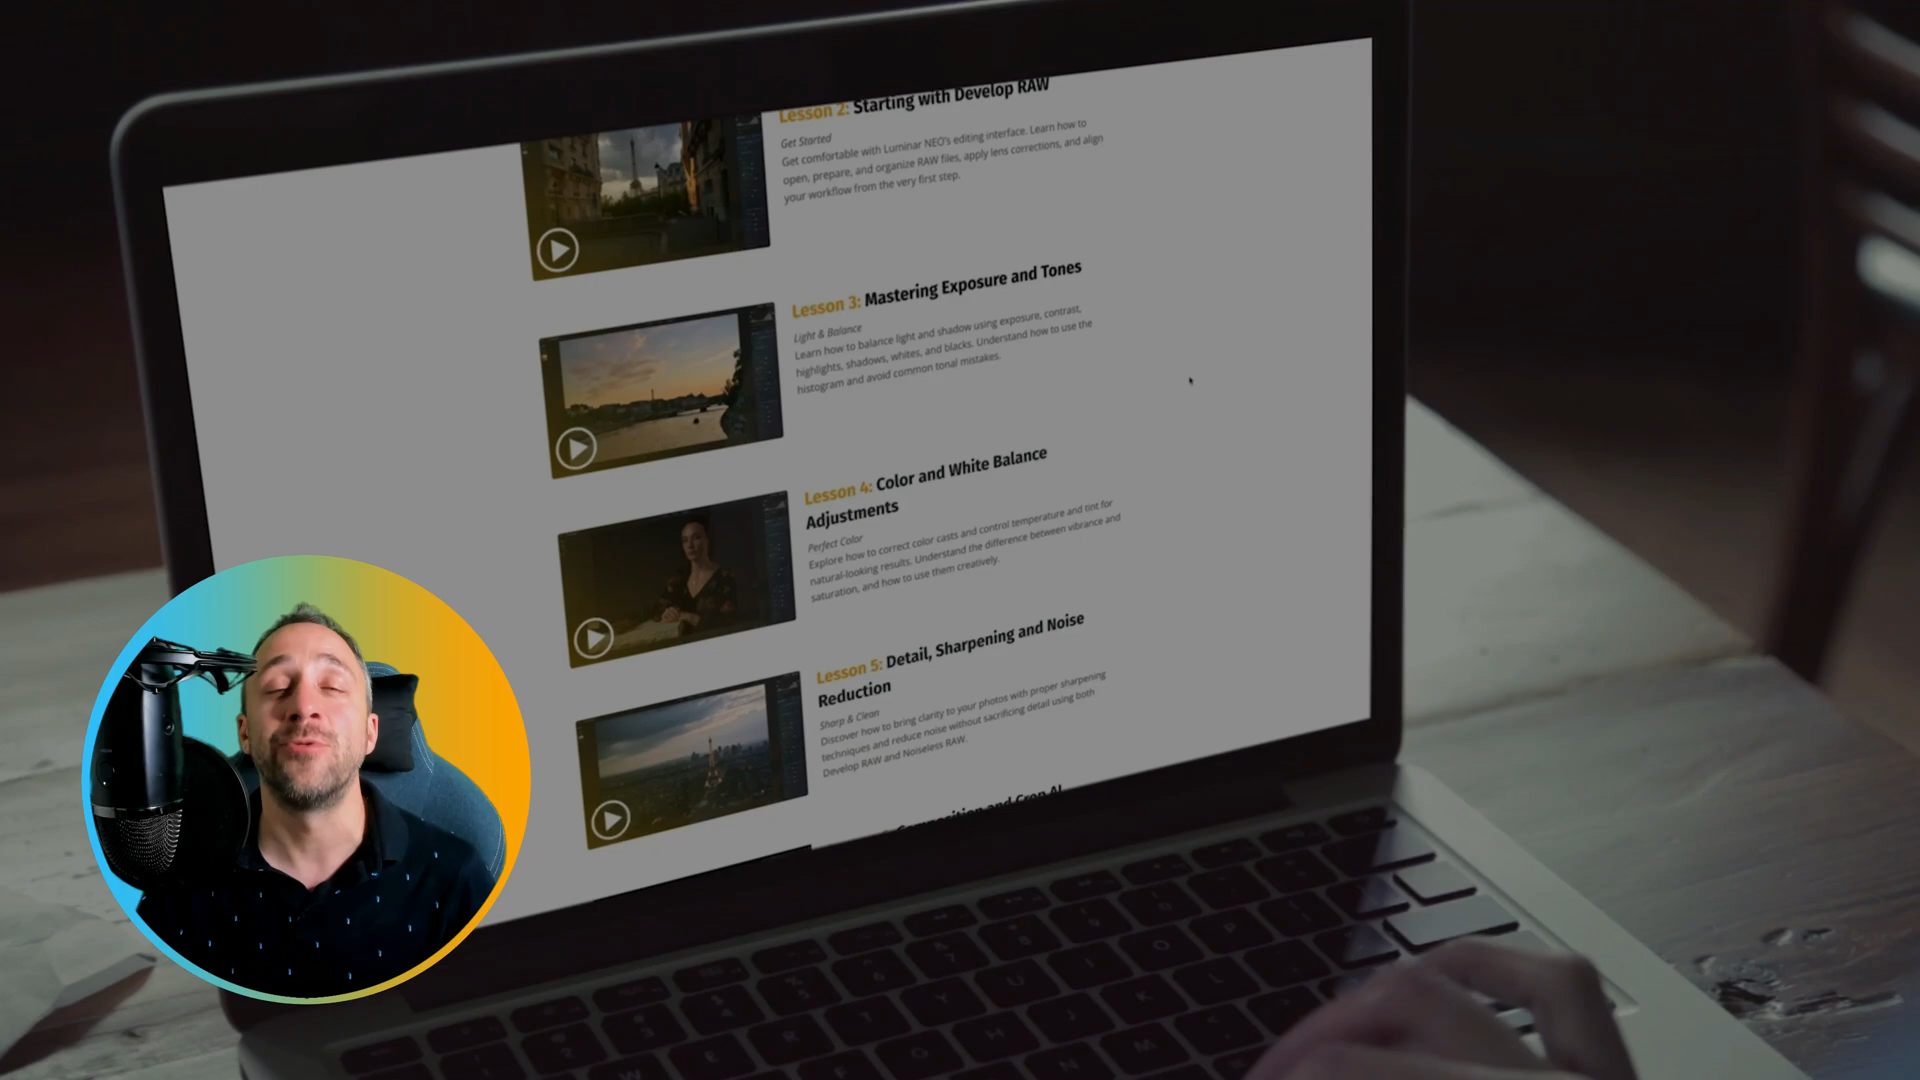 Lesson 2: Starting with Develop RAW
Get Started
Get comfortable with Luminar NEO's editing interface. Learn how to
open, prepare, and organize RAW files, apply lens corrections, and align
your workflow from the very first step.
Lesson 3: Mastering Exposure and Tones
Light & Balance
Learn how to balance light and shadow using exposure, contrast,
highlights, shadows, whites, and blacks. Understand how to use the
histogram and avoid common tonal mistakes.
Lesson 4: Color and White Balance
Adjustments
Perfect Color
Explore how to correct color casts and control temperature and tint for
natural-looking results. Understand the difference between vibrance and
saturation, and how to use them creatively.
Lesson 5: Detail, Sharpening and Noise
Reduction
Sharp & Clean
Discover how to bring clarity to your photos with proper sharpening
techniques and reduce noise without sacrificing detail using both
Develop RAW and Noiseless RAW.
Composition and Crop AI